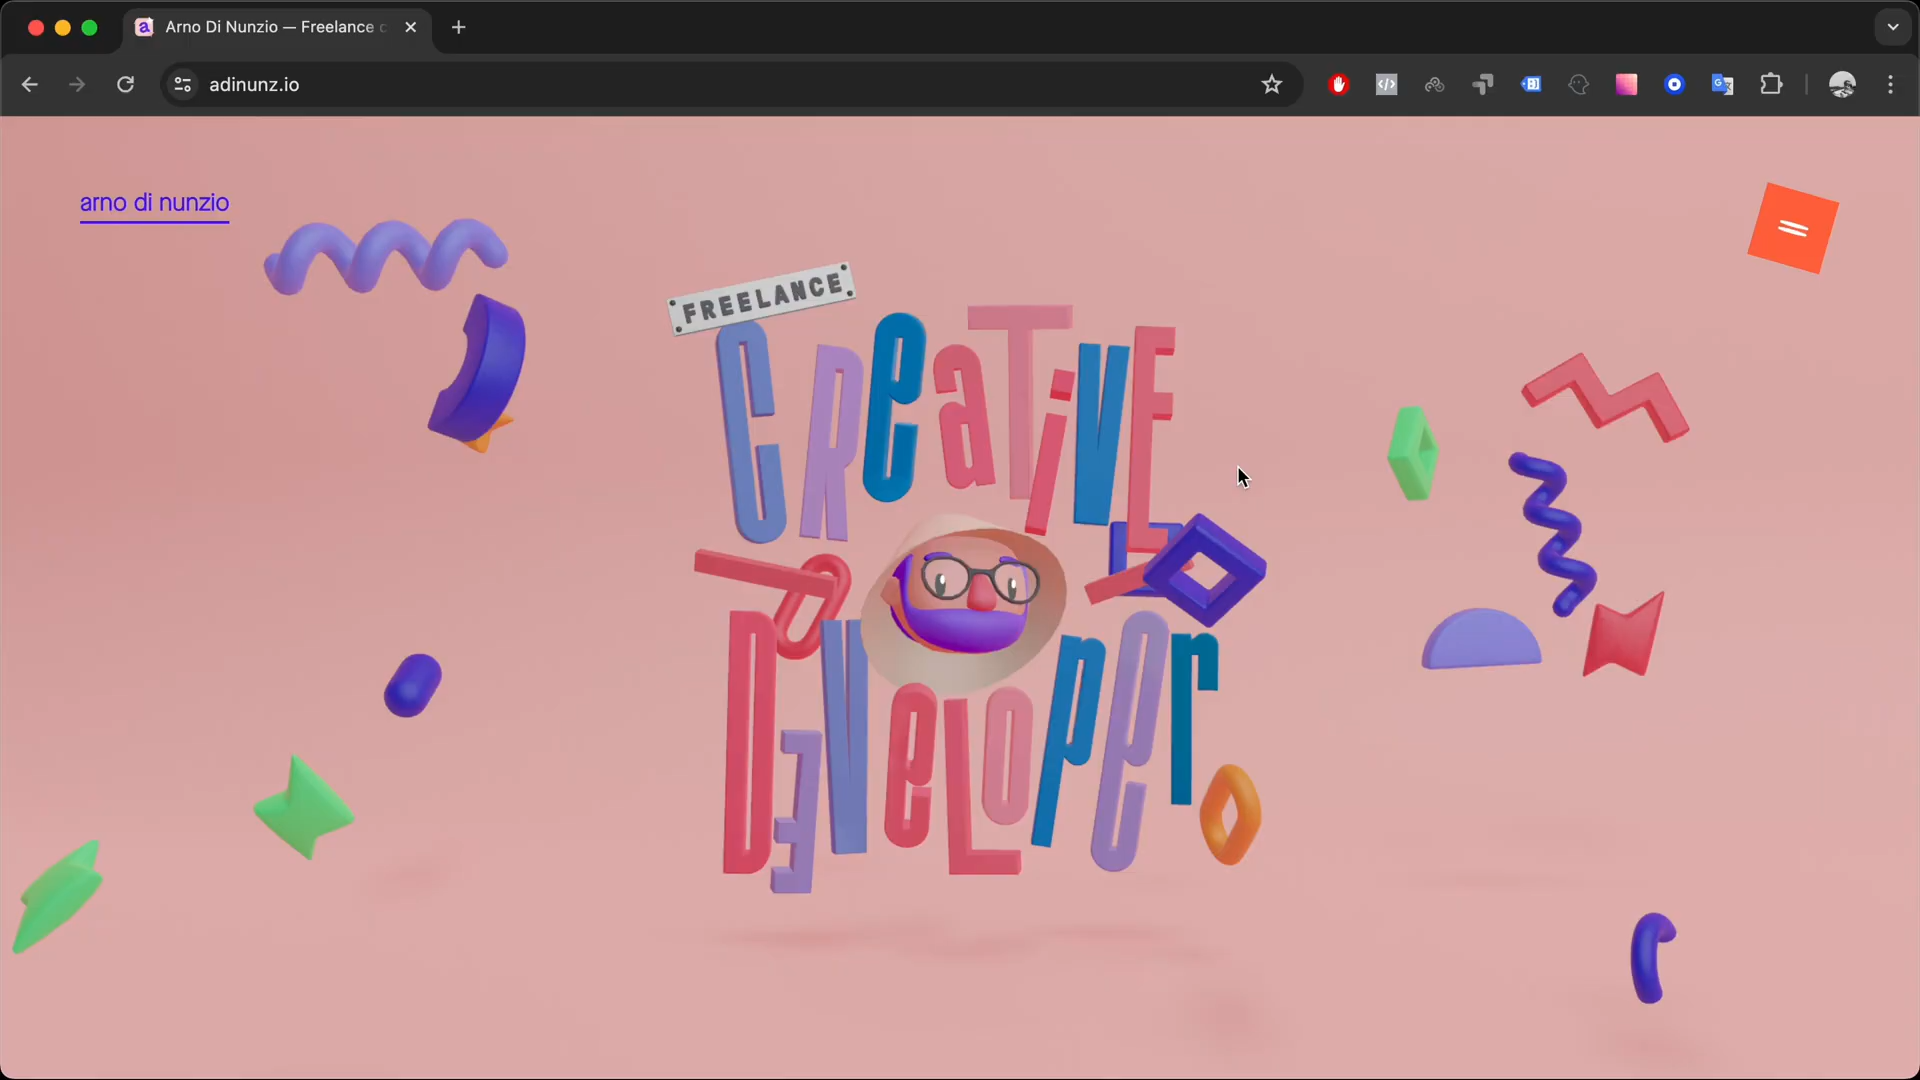 Arno Di Nunzio — Freelance c
adinunz.io
arno di nunzio
FREELANCE
CReaTiVE
DEVeLOPer